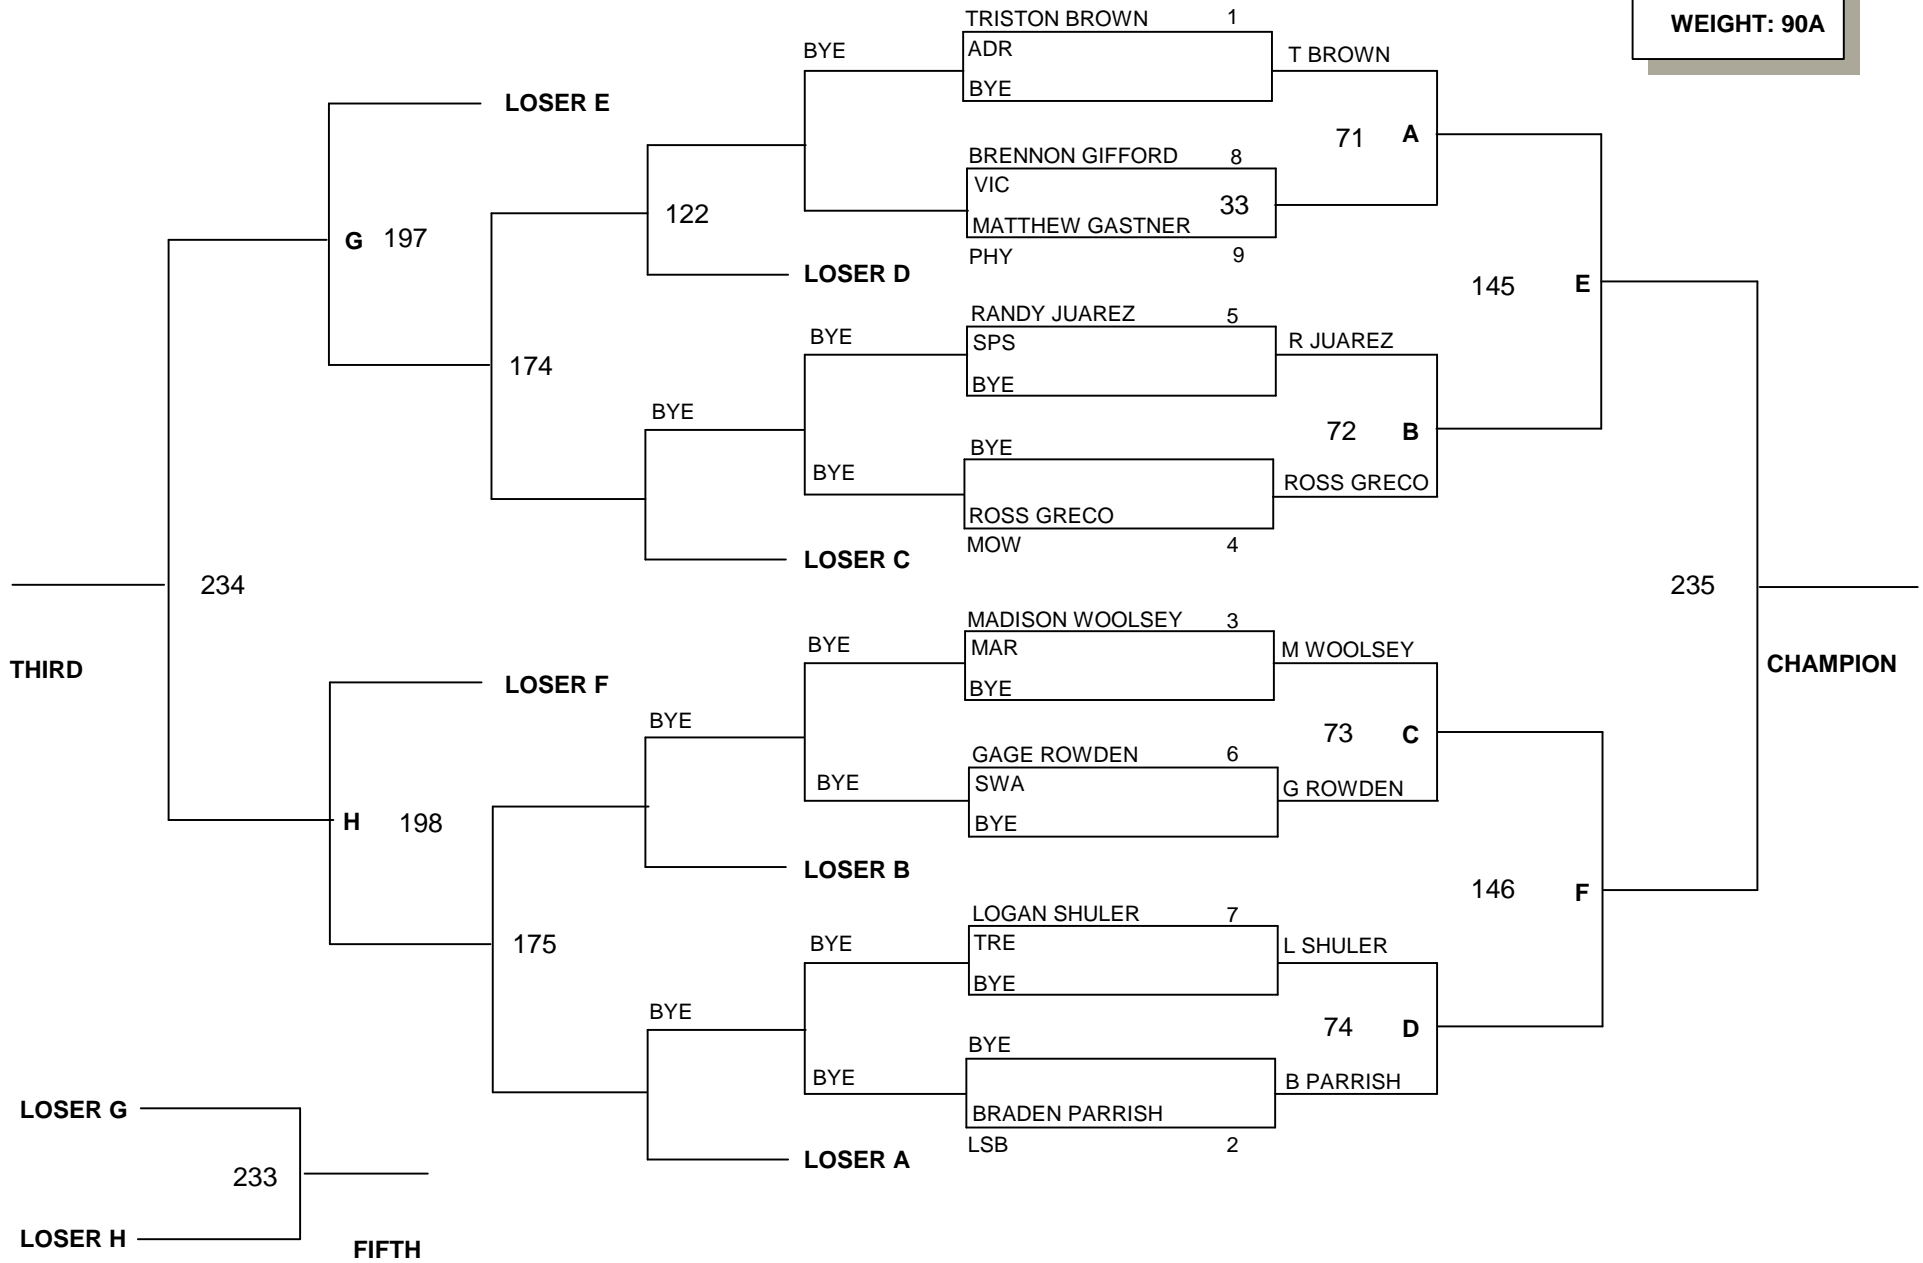 WEIGHT: 90A
TRISTON BROWN 1
ADR
BYE
BYE
T BROWN
LOSER E
71 A
BRENNON GIFFORD 8
VIC
33
MATTHEW GASTNER
PHY 9
122
G 197
LOSER D
145 E
RANDY JUAREZ 5
SPS
BYE
BYE
R JUAREZ
174
BYE
72 B
BYE
BYE
ROSS GRECO
ROSS GRECO
MOW 4
LOSER C
234
235
THIRD
CHAMPION
MADISON WOOLSEY 3
MAR
BYE
BYE
M WOOLSEY
LOSER F
BYE
73 C
GAGE ROWDEN 6
SWA
BYE
BYE
G ROWDEN
H 198
LOSER B
146 F
LOGAN SHULER 7
TRE
BYE
BYE
L SHULER
175
BYE
74 D
BYE
BYE
B PARRISH
BRADEN PARRISH
LSB 2
LOSER A
LOSER G
233
LOSER H
FIFTH